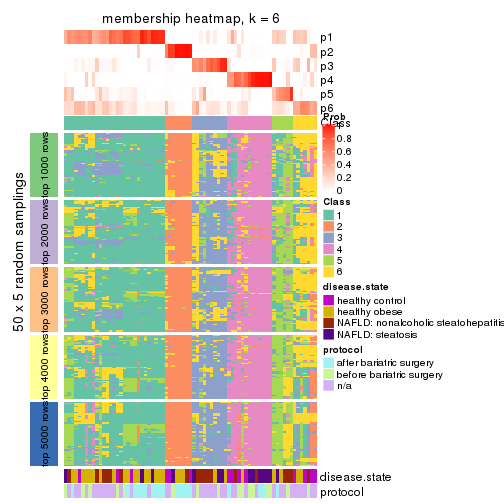 membership heatmap, k = 6
p1
p2
p3
p4
p5
p6
Class
50 x 5 random samplings
top 1000 rows
top 2000 rows
top 3000 rows
top 4000 rows
top 5000 rows
Prob
1
0.8
0.6
0.4
0.2
0
Class
1
2
3
4
5
6
disease.state
healthy control
healthy obese
NAFLD: nonalcoholic steatohepatitis
NAFLD: steatosis
protocol
after bariatric surgery
before bariatric surgery
n/a
disease.state
protocol